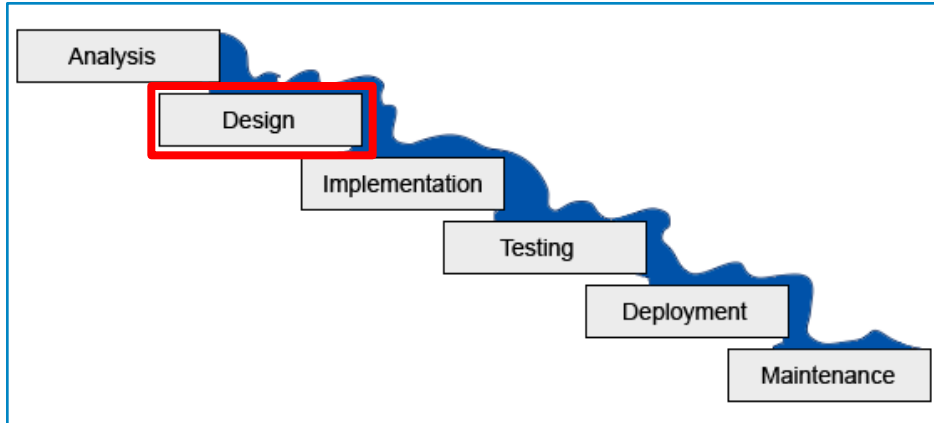 Analysis
Design
Implementation
Testing
Deployment
Maintenance